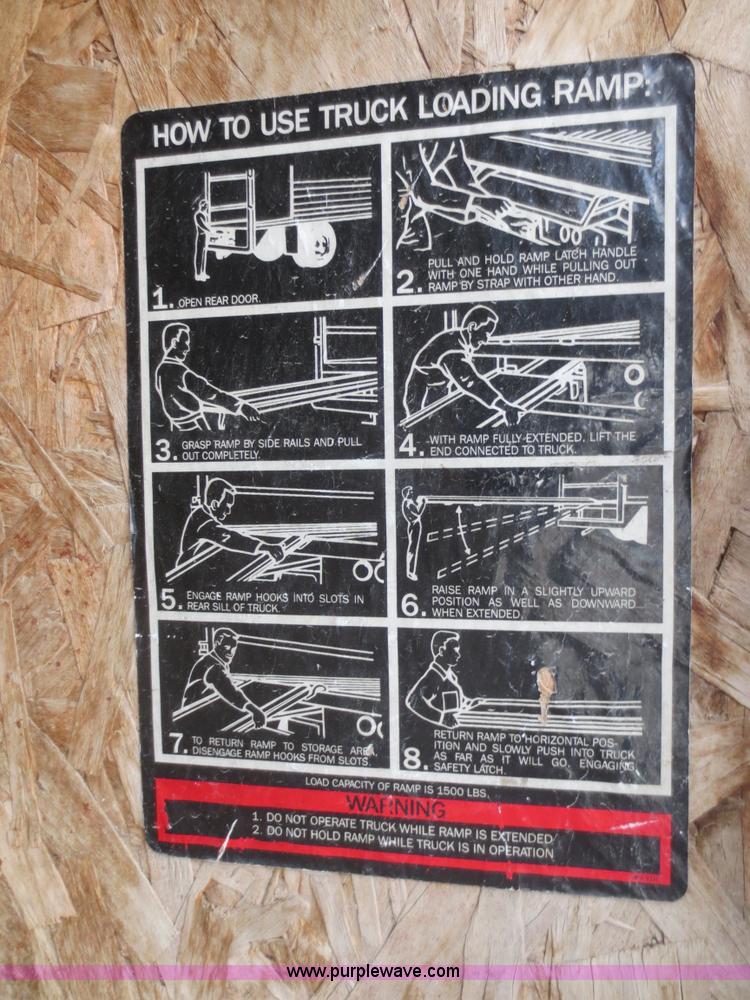 HOW TO USE TRUCK LOADING RAMP:
1. OPEN REAR DOOR.
2. PULL AND HOLD RAMP LATCH HANDLE
WITH ONE HAND WHILE PULLING OUT
RAMP BY STRAP WITH OTHER HAND.
3. GRASP RAMP BY SIDE RAILS AND PULL
OUT COMPLETELY.
4. WITH RAMP FULLY EXTENDED, LIFT THE
END CONNECTED TO TRUCK.
5. ENGAGE RAMP HOOKS INTO SLOTS IN
REAR SILL OF TRUCK.
6. RAISE RAMP IN A SLIGHTLY UPWARD
POSITION AS WELL AS DOWNWARD
WHEN EXTENDED.
7. TO RETURN RAMP TO STORAGE AREA,
DISENGAGE RAMP HOOKS FROM SLOTS.
8. RETURN RAMP TO HORIZONTAL POS-
ITION AND SLOWLY PUSH INTO TRUCK
AS FAR AS IT WILL GO, ENGAGING
SAFETY LATCH.
LOAD CAPACITY OF RAMP IS 1500 LBS.
WARNING
1. DO NOT OPERATE TRUCK WHILE RAMP IS EXTENDED
2. DO NOT HOLD RAMP WHILE TRUCK IS IN OPERATION
www.purplewave.com